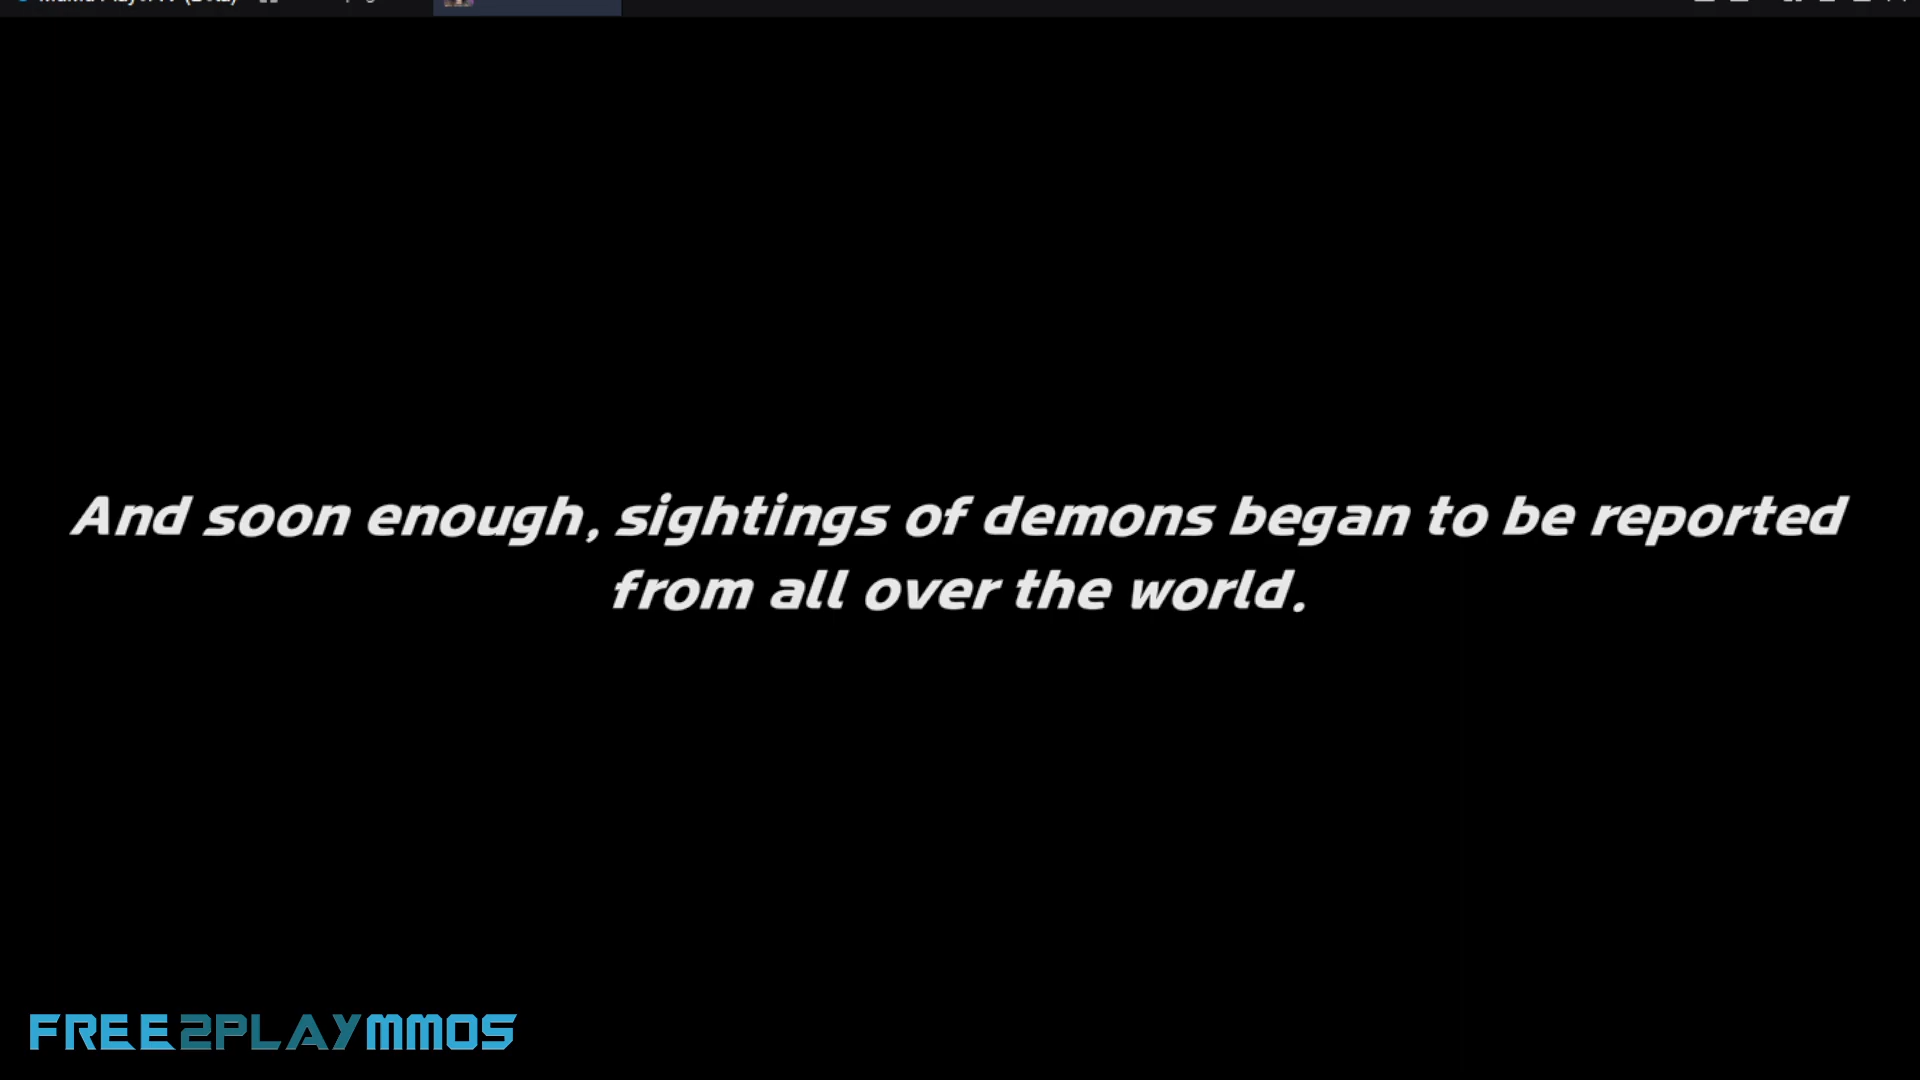 And soon enough, sightings of demons began to be reported
from all over the world.
FREE2PLAYMMOS